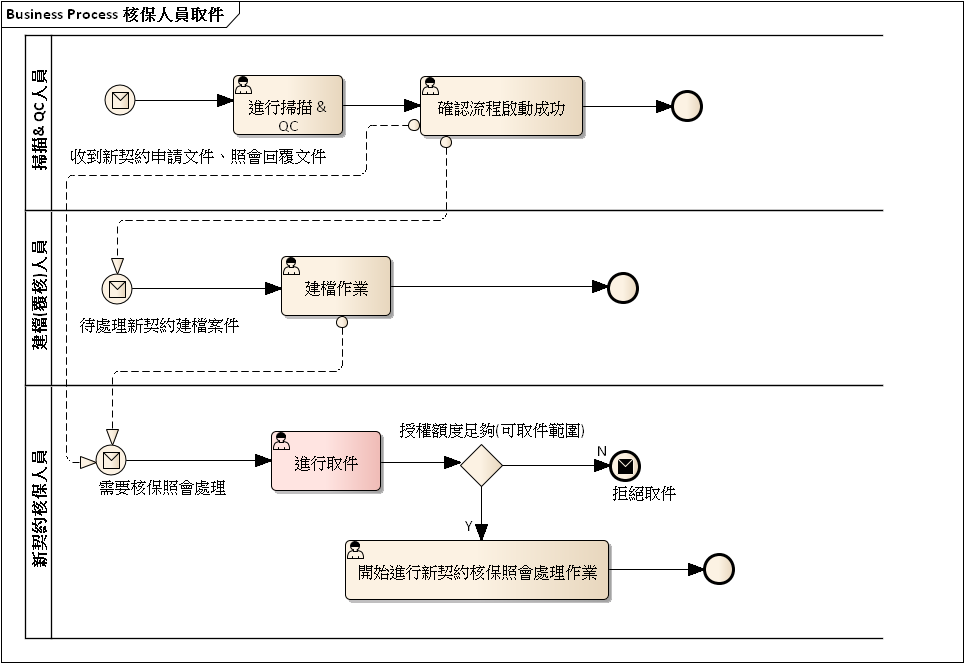 Business Process 核保人員取件
掃描& QC人員
進行掃描 &
QC
確認流程啟動成功
收到新契約申請文件、照會回覆文件
建檔(覆核)人員
建檔作業
待處理新契約建檔案件
新契約核保人員
授權額度足夠(可取件範圍)
進行取件
N
需要核保照會處理
拒絕取件
Y
開始進行新契約核保照會處理作業